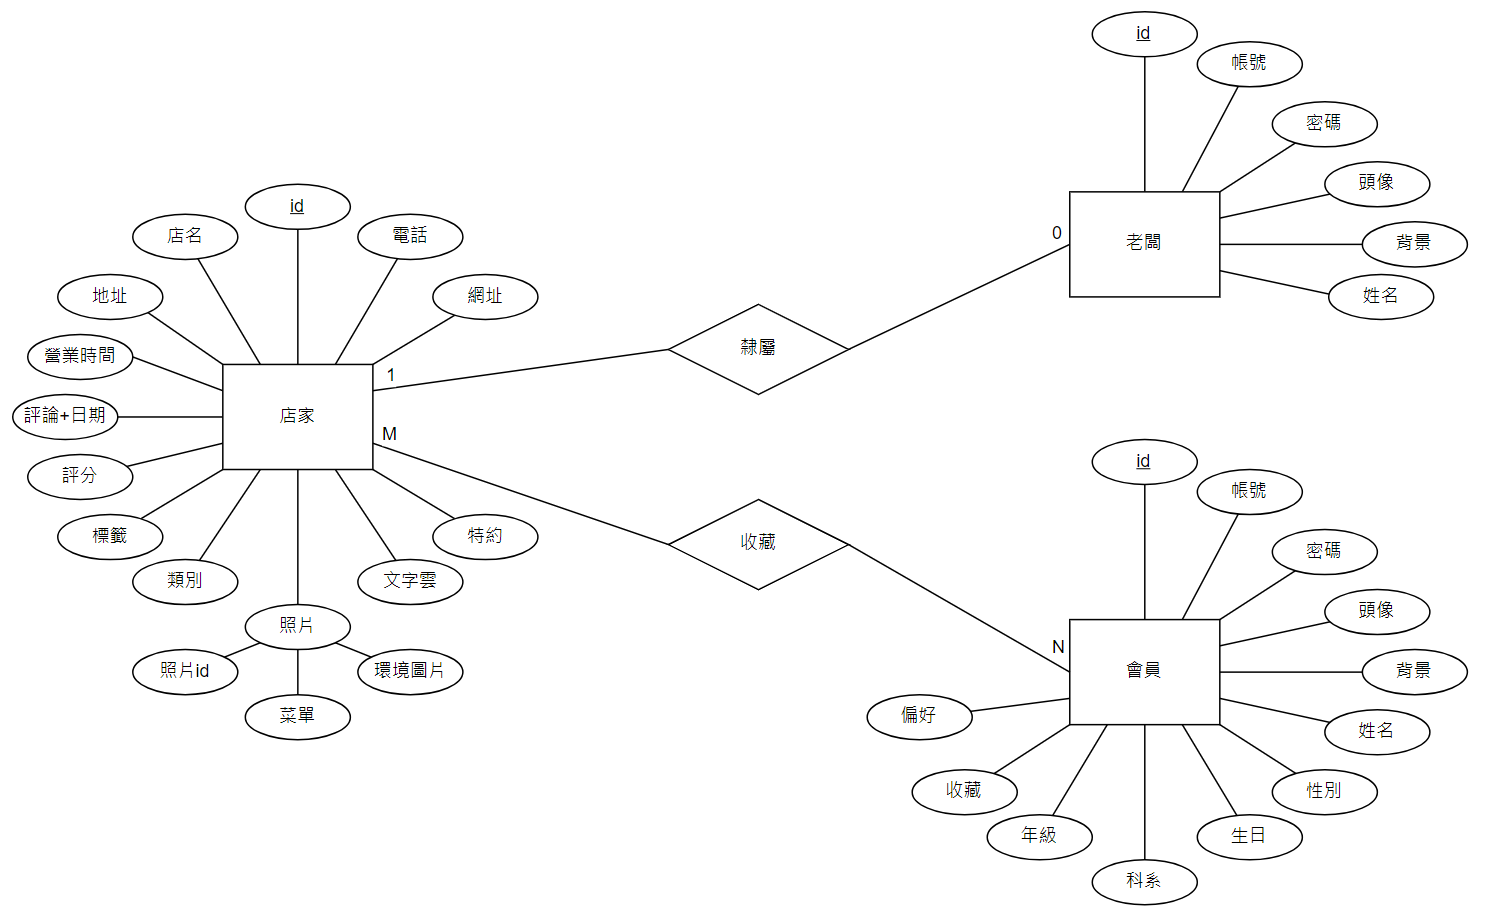 id
帳號
密碼
頭像
背景
姓名
老闆
0
隸屬
1
id
店名
電話
地址
網址
營業時間
評論+日期
店家
評分
標籤
特約
類別
文字雲
照片
照片id
環境圖片
菜單
M
收藏
N
id
帳號
密碼
頭像
會員
背景
偏好
姓名
收藏
性別
年級
生日
科系